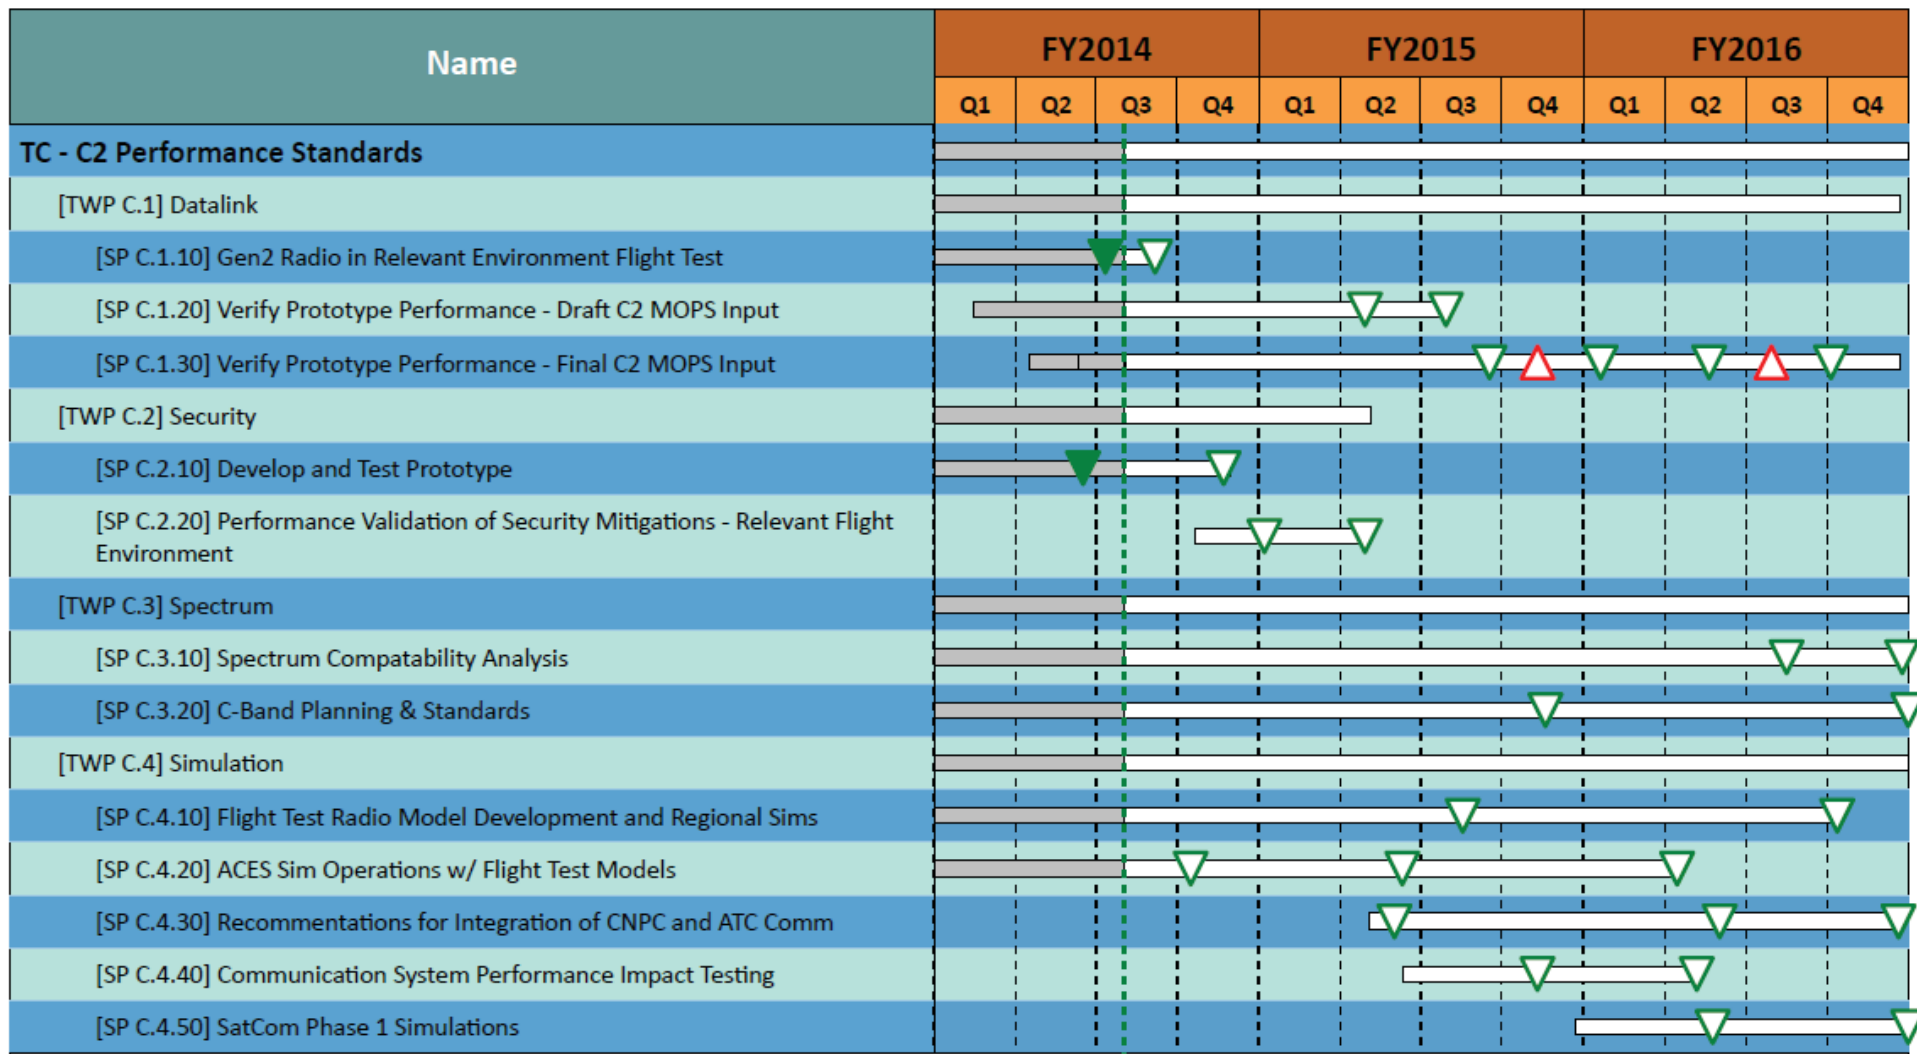 Name
FY2014 FY2015 FY2016
Q1 Q2 Q3 Q4 Q1 Q2 Q3 Q4 Q1 Q2 Q3 Q4
TC - C2 Performance Standards
[TWP C.1] Datalink
[SP C.1.10] Gen2 Radio in Relevant Environment Flight Test
[SP C.1.20] Verify Prototype Performance - Draft C2 MOPS Input
[SP C.1.30] Verify Prototype Performance - Final C2 MOPS Input
[TWP C.2] Security
[SP C.2.10] Develop and Test Prototype
[SP C.2.20] Performance Validation of Security Mitigations - Relevant Flight
Environment
[TWP C.3] Spectrum
[SP C.3.10] Spectrum Compatability Analysis
[SP C.3.20] C-Band Planning & Standards
[TWP C.4] Simulation
[SP C.4.10] Flight Test Radio Model Development and Regional Sims
[SP C.4.20] ACES Sim Operations w/ Flight Test Models
[SP C.4.30] Recommentations for Integration of CNPC and ATC Comm
[SP C.4.40] Communication System Performance Impact Testing
[SP C.4.50] SatCom Phase 1 Simulations